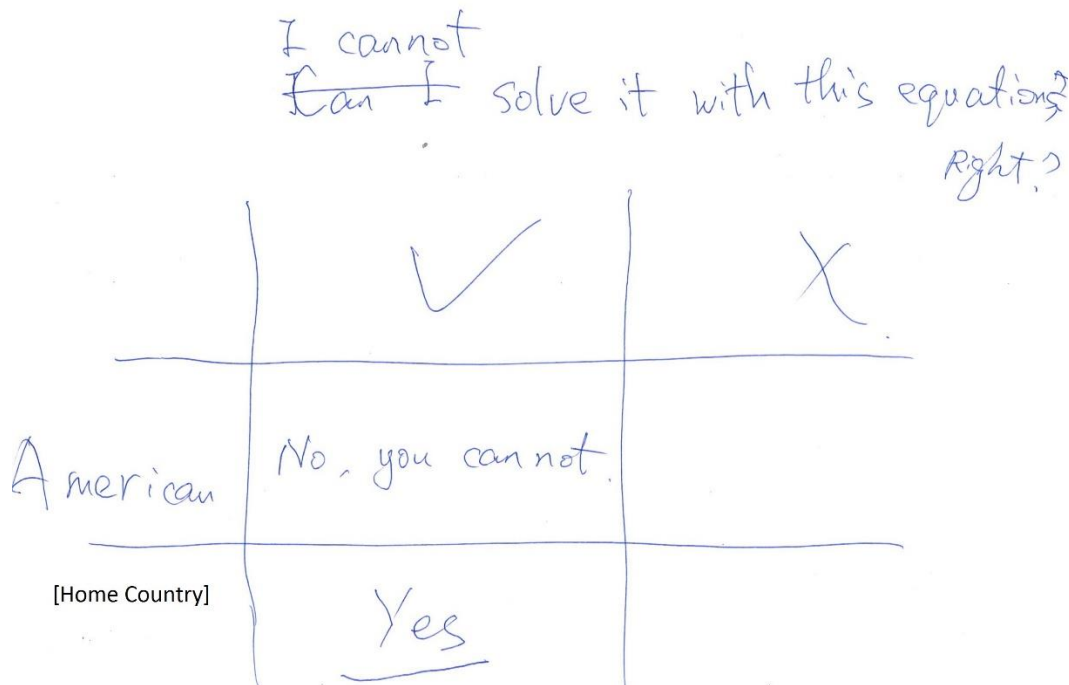 I cannot
Can I solve it with this equations?
Right?
✓ X
American No, you cannot.
[Home Country] Yes